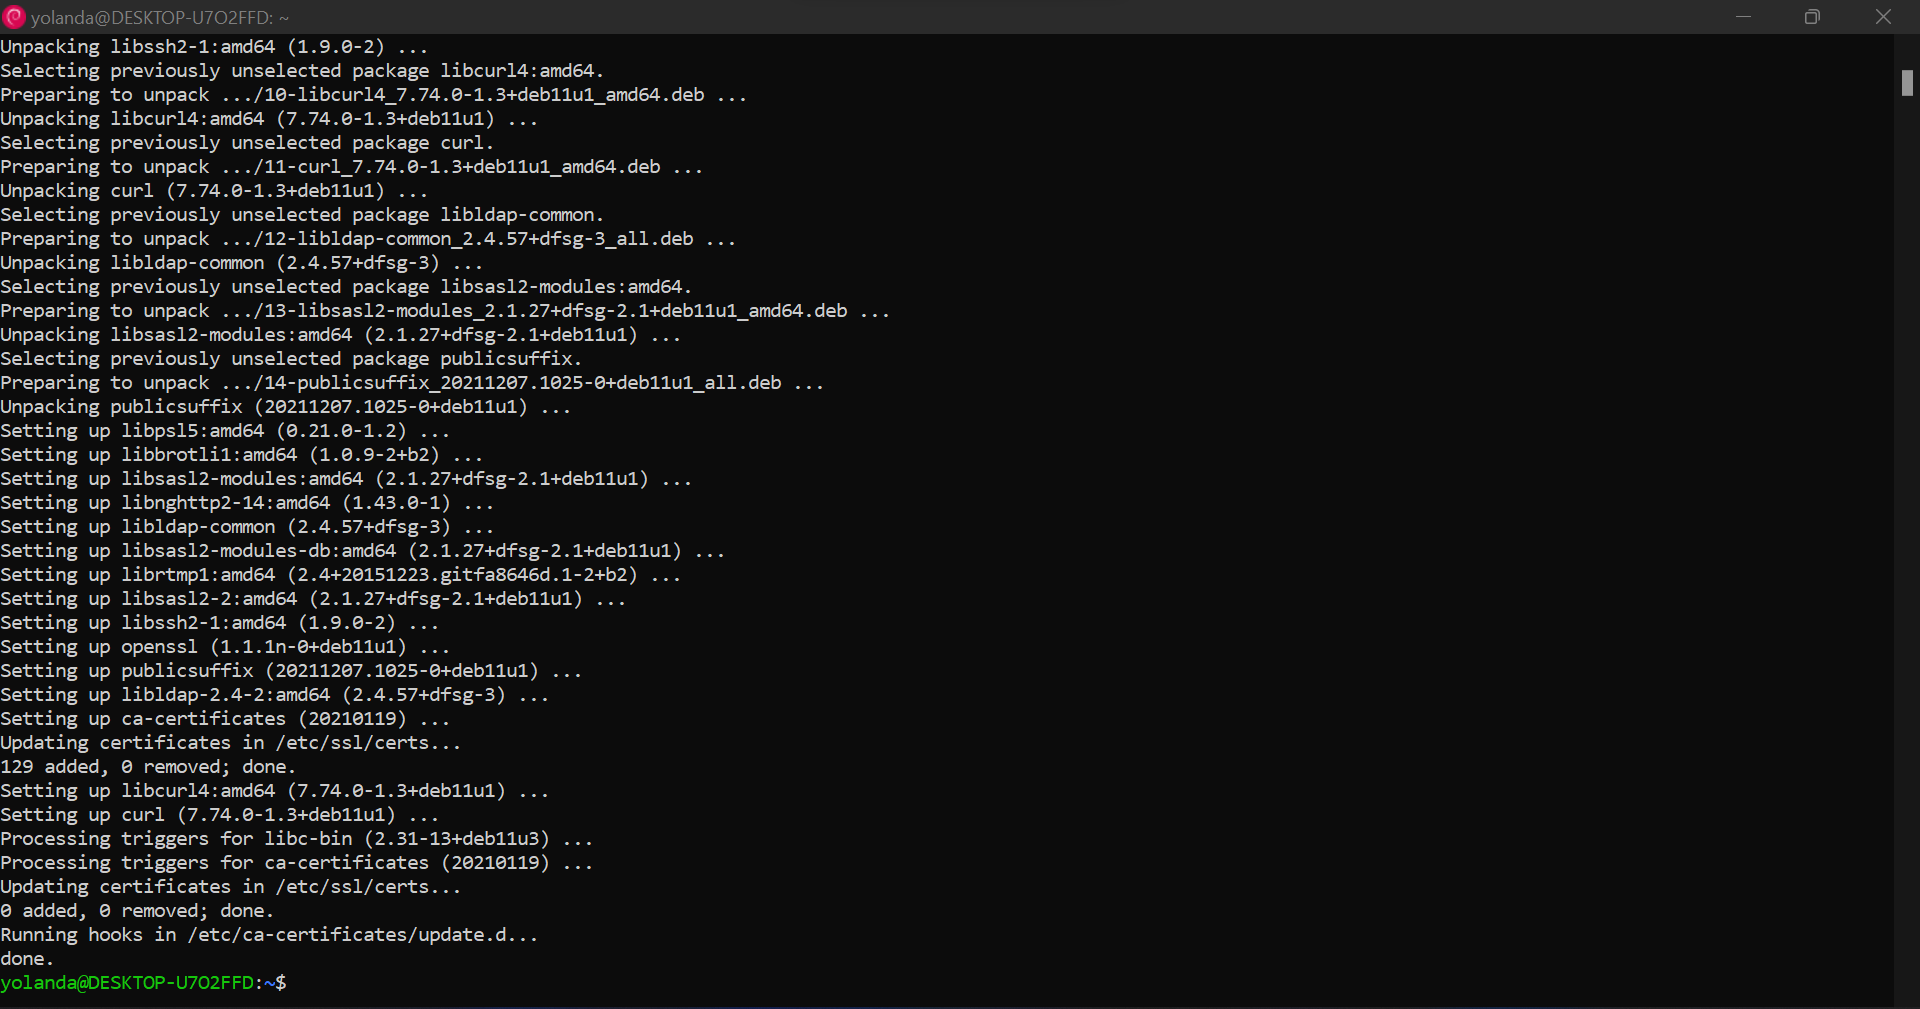 yolanda@DESKTOP-U7O2FFD: ~
Unpacking libssh2-1:amd64 (1.9.0-2) ...
Selecting previously unselected package libcurl4:amd64.
Preparing to unpack .../10-libcurl4_7.74.0-1.3+deb11u1_amd64.deb ...
Unpacking libcurl4:amd64 (7.74.0-1.3+deb11u1) ...
Selecting previously unselected package curl.
Preparing to unpack .../11-curl_7.74.0-1.3+deb11u1_amd64.deb ...
Unpacking curl (7.74.0-1.3+deb11u1) ...
Selecting previously unselected package libldap-common.
Preparing to unpack .../12-libldap-common_2.4.57+dfsg-3_all.deb ...
Unpacking libldap-common (2.4.57+dfsg-3) ...
Selecting previously unselected package libsasl2-modules:amd64.
Preparing to unpack .../13-libsasl2-modules_2.1.27+dfsg-2.1+deb11u1_amd64.deb ...
Unpacking libsasl2-modules:amd64 (2.1.27+dfsg-2.1+deb11u1) ...
Selecting previously unselected package publicsuffix.
Preparing to unpack .../14-publicsuffix_20211207.1025-0+deb11u1_all.deb ...
Unpacking publicsuffix (20211207.1025-0+deb11u1) ...
Setting up libpsl5:amd64 (0.21.0-1.2) ...
Setting up libbrotli1:amd64 (1.0.9-2+b2) ...
Setting up libsasl2-modules:amd64 (2.1.27+dfsg-2.1+deb11u1) ...
Setting up libnghttp2-14:amd64 (1.43.0-1) ...
Setting up libldap-common (2.4.57+dfsg-3) ...
Setting up libsasl2-modules-db:amd64 (2.1.27+dfsg-2.1+deb11u1) ...
Setting up librtmp1:amd64 (2.4+20151223.gitfa8646d.1-2+b2) ...
Setting up libsasl2-2:amd64 (2.1.27+dfsg-2.1+deb11u1) ...
Setting up libssh2-1:amd64 (1.9.0-2) ...
Setting up openssl (1.1.1n-0+deb11u1) ...
Setting up publicsuffix (20211207.1025-0+deb11u1) ...
Setting up libldap-2.4-2:amd64 (2.4.57+dfsg-3) ...
Setting up ca-certificates (20210119) ...
Updating certificates in /etc/ssl/certs...
129 added, 0 removed; done.
Setting up libcurl4:amd64 (7.74.0-1.3+deb11u1) ...
Setting up curl (7.74.0-1.3+deb11u1) ...
Processing triggers for libc-bin (2.31-13+deb11u3) ...
Processing triggers for ca-certificates (20210119) ...
Updating certificates in /etc/ssl/certs...
0 added, 0 removed; done.
Running hooks in /etc/ca-certificates/update.d...
done.
yolanda@DESKTOP-U7O2FFD:~$